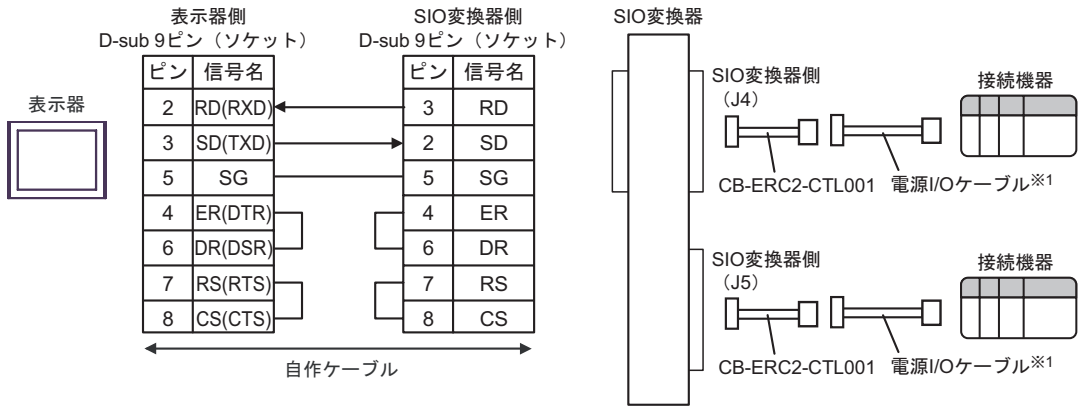 表示器側
D-sub 9ピン（ソケット）
SIO変換器側
D-sub 9ピン（ソケット）
SIO変換器
表示器
ピン 信号名
2 RD(RXD)
3 SD(TXD)
5 SG
4 ER(DTR)
6 DR(DSR)
7 RS(RTS)
8 CS(CTS)
ピン 信号名
3 RD
2 SD
5 SG
4 ER
6 DR
7 RS
8 CS
自作ケーブル
SIO変換器側
（J4）
接続機器
CB-ERC2-CTL001 電源I/Oケーブル※1
SIO変換器側
（J5）
接続機器
CB-ERC2-CTL001 電源I/Oケーブル※1